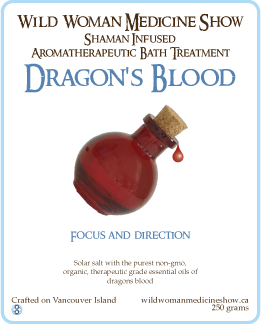 Wild Woman Medicine Show
Shaman Infused
Aromatherapeutic Bath Treatment
Dragon's Blood
Focus and direction
Solar salt with the purest non-gmo,
organic, therapeutic grade essential oils of
dragons blood
Crafted on Vancouver Island wildwomanmedicineshow.ca
250 grams